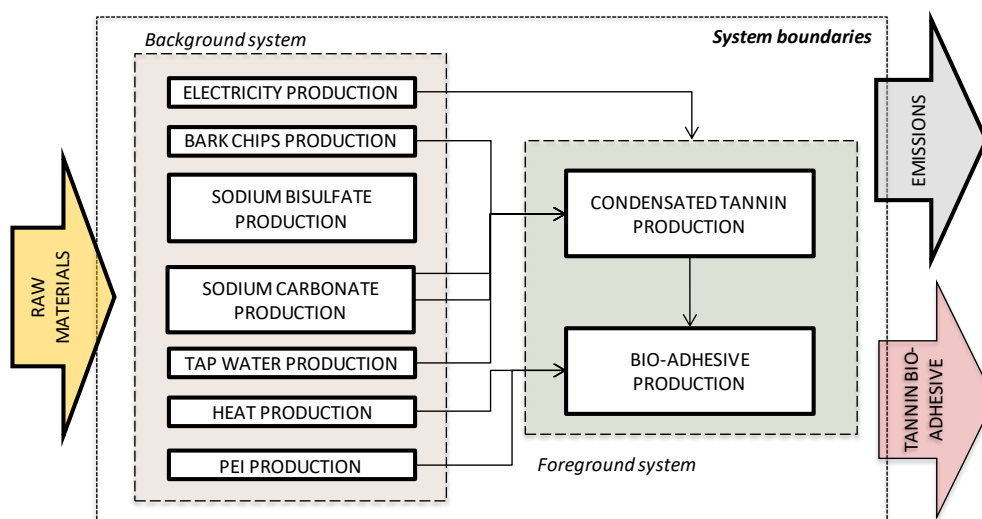 Background system
System boundaries
ELECTRICITY PRODUCTION
BARK CHIPS PRODUCTION
SODIUM BISULFATE
PRODUCTION
SODIUM CARBONATE
PRODUCTION
TAP WATER PRODUCTION
HEAT PRODUCTION
PEI PRODUCTION
RAW
MATERIALS
CONDENSATED TANNIN
PRODUCTION
BIO-ADHESIVE
PRODUCTION
Foreground system
EMISSIONS
TANNIN BIO-
ADHESIVE